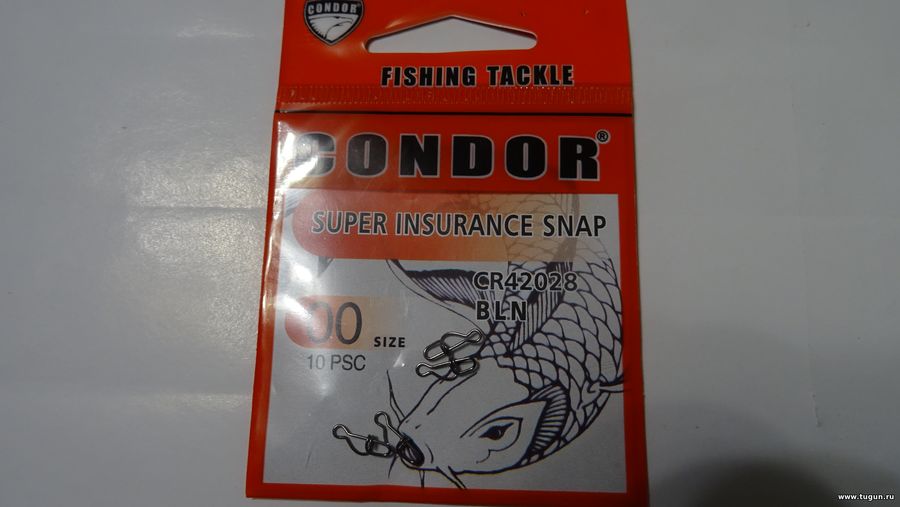 CONDOR
FISHING TACKLE
CONDOR®
SUPER INSURANCE SNAP
CR42028
BLN
00 SIZE
10 PSC
www.tugun.ru